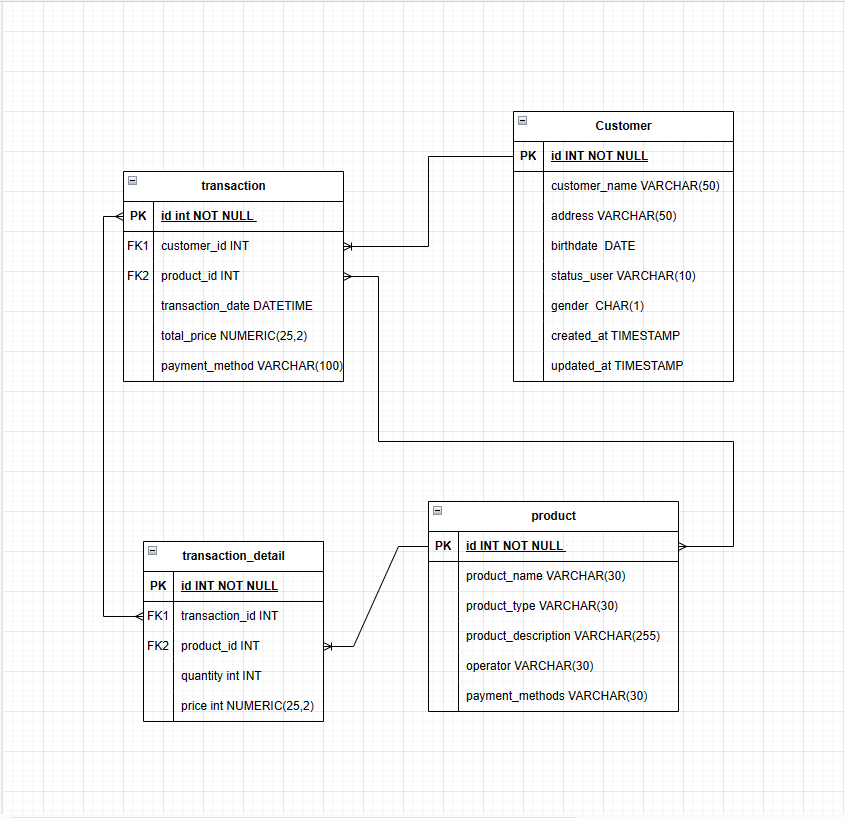 Customer
PK id INT NOT NULL
customer_name VARCHAR(50)
address VARCHAR(50)
birthdate  DATE
status_user VARCHAR(10)
gender  CHAR(1)
created_at TIMESTAMP
updated_at TIMESTAMP
transaction
PK id int NOT NULL
FK1 customer_id INT
FK2 product_id INT
transaction_date DATETIME
total_price NUMERIC(25,2)
payment_method VARCHAR(100)
product
PK id INT NOT NULL
product_name VARCHAR(30)
product_type VARCHAR(30)
product_description VARCHAR(255)
operator VARCHAR(30)
payment_methods VARCHAR(30)
transaction_detail
PK id INT NOT NULL
FK1 transaction_id INT
FK2 product_id INT
quantity int INT
price int NUMERIC(25,2)